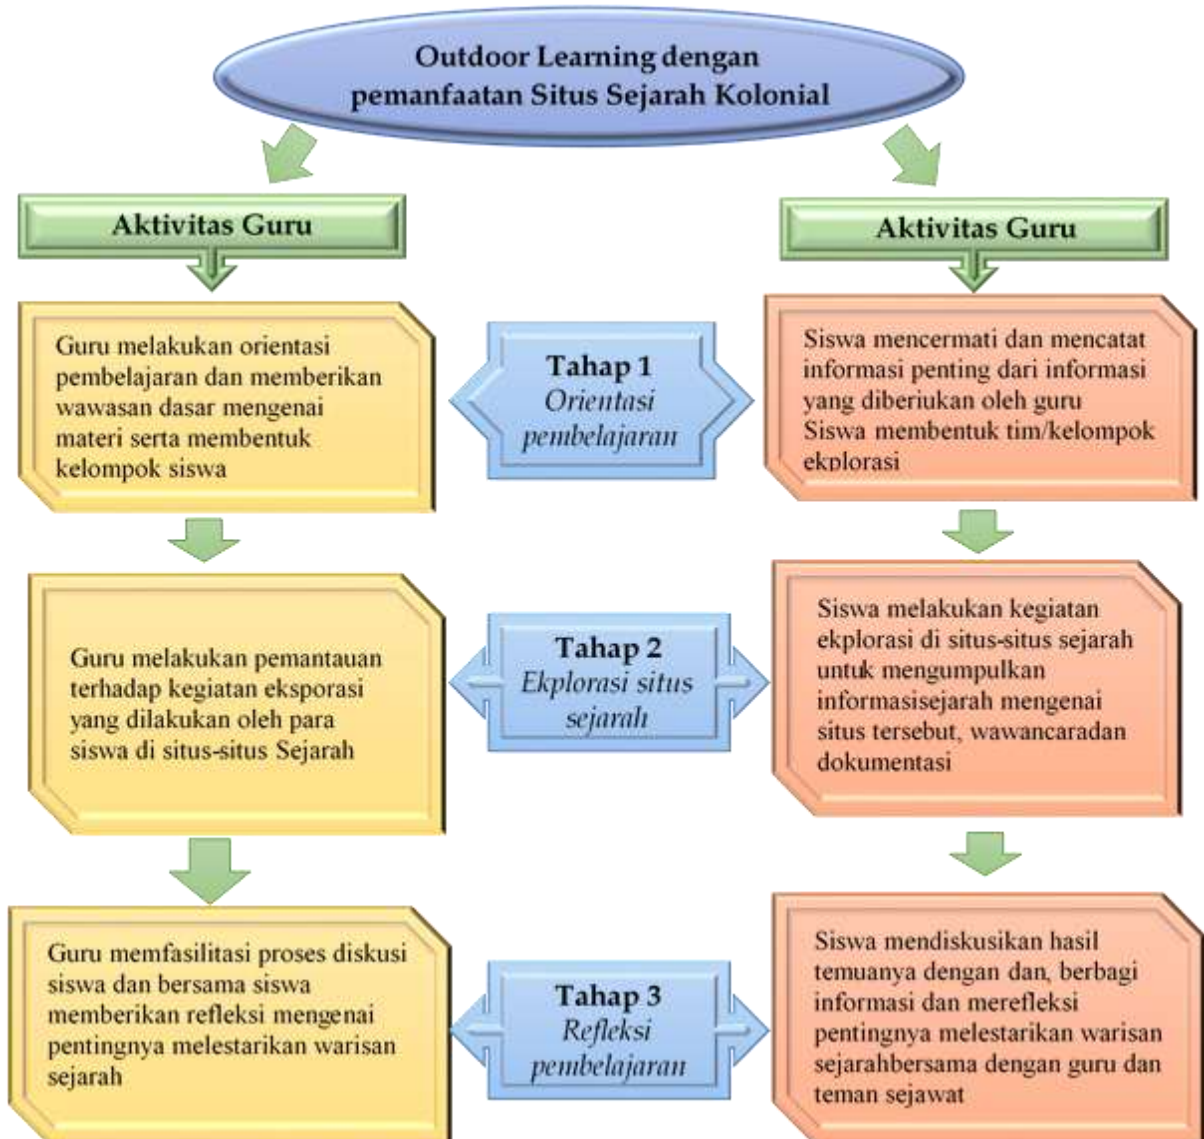 Outdoor Learning dengan
pemanfaatan Situs Sejarah Kolonial
Aktivitas Guru
Aktivitas Guru
Guru melakukan orientasi
pembelajaran dan memberikan
wawasan dasar mengenai
materi serta membentuk
kelompok siswa
Tahap 1
Orientasi
pembelajaran
Siswa mencermati dan mencatat
informasi penting dari informasi
yang diberiukan oleh guru
Siswa membentuk tim/kelompok
ekplorasi
Guru melakukan pemantauan
terhadap kegiatan eksporasi
yang dilakukan oleh para
siswa di situs-situs Sejarah
Tahap 2
Ekplorasi situs
sejarah
Siswa melakukan kegiatan
ekplorasi di situs-situs sejarah
untuk mengumpulkan
informasisejarah mengenai
situs tersebut, wawancaradan
dokumentasi
Guru memfasilitasi proses diskusi
siswa dan bersama siswa
memberikan refleksi mengenai
pentingnya melestarikan warisan
sejarah
Tahap 3
Refleksi
pembelajaran
Siswa mendiskusikan hasil
temuanya dengan dan, berbagi
informasi dan merefleksi
pentingnya melestarikan warisan
sejarahbersama dengan guru dan
teman sejawat